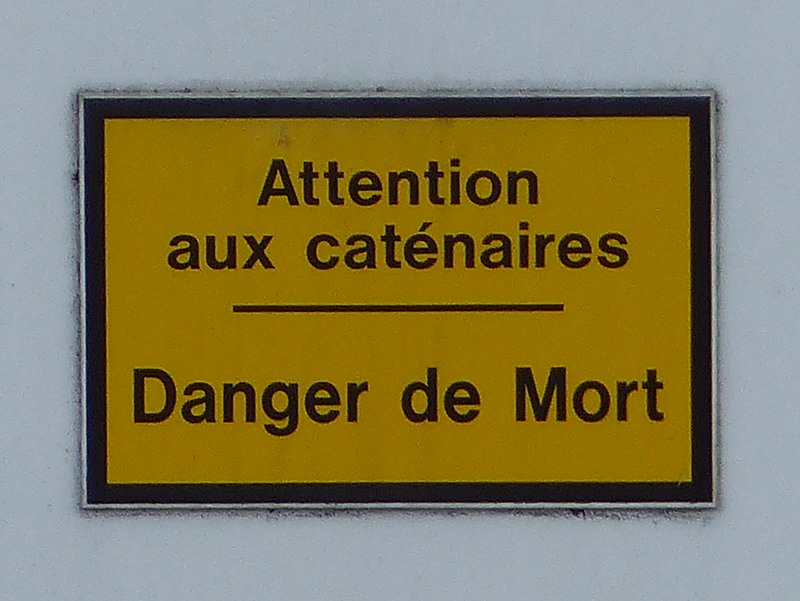 Attention
aux caténaires
Danger de Mort